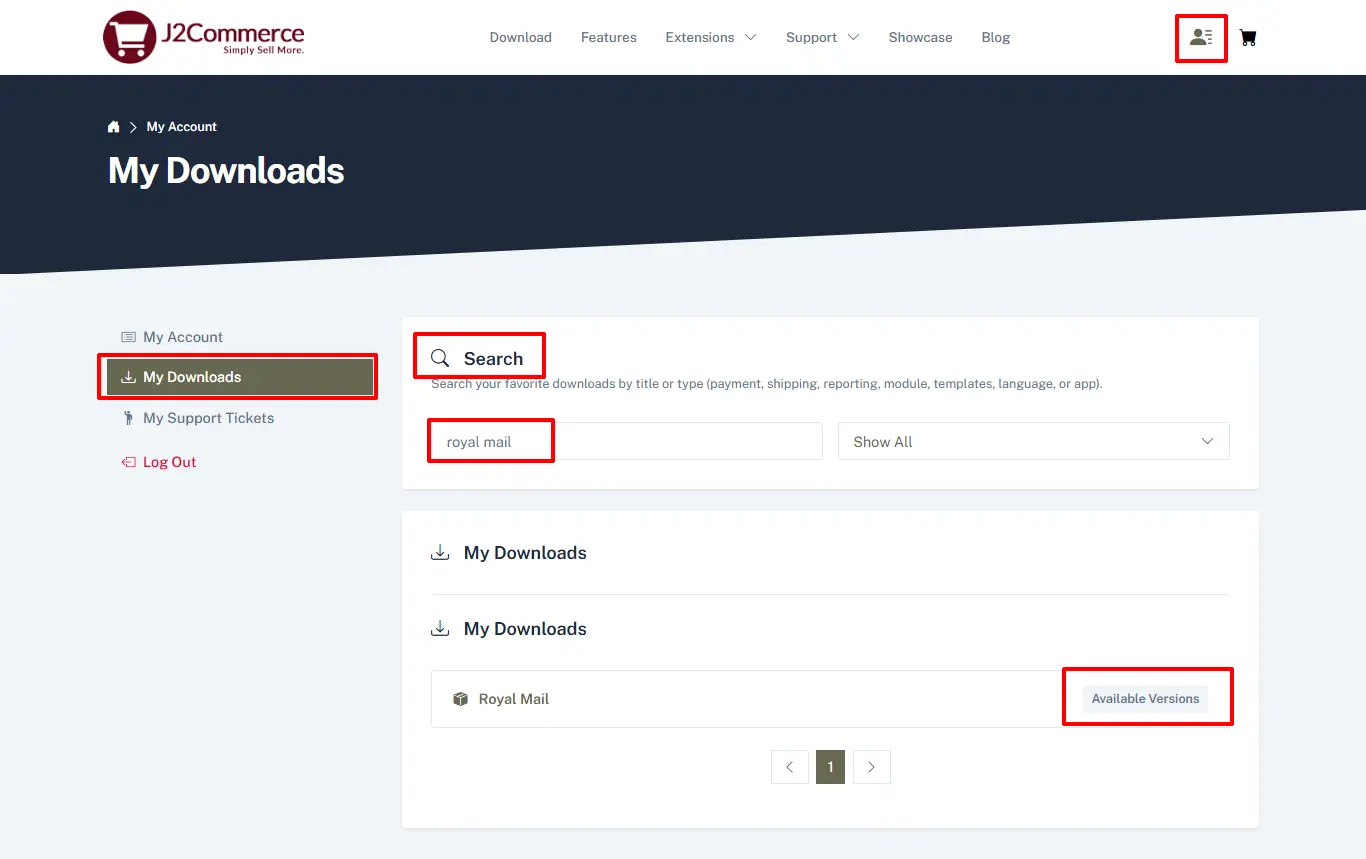 J2Commerce
Simply Sell More.
Download Features Extensions Support Showcase Blog
My Account
My Downloads
My Account
My Downloads
My Support Tickets
Log Out
Search
Search your favorite downloads by title or type (payment, shipping, reporting, module, templates, language, or app).
royal mail Show All
My Downloads
My Downloads
Royal Mail Available Versions
1